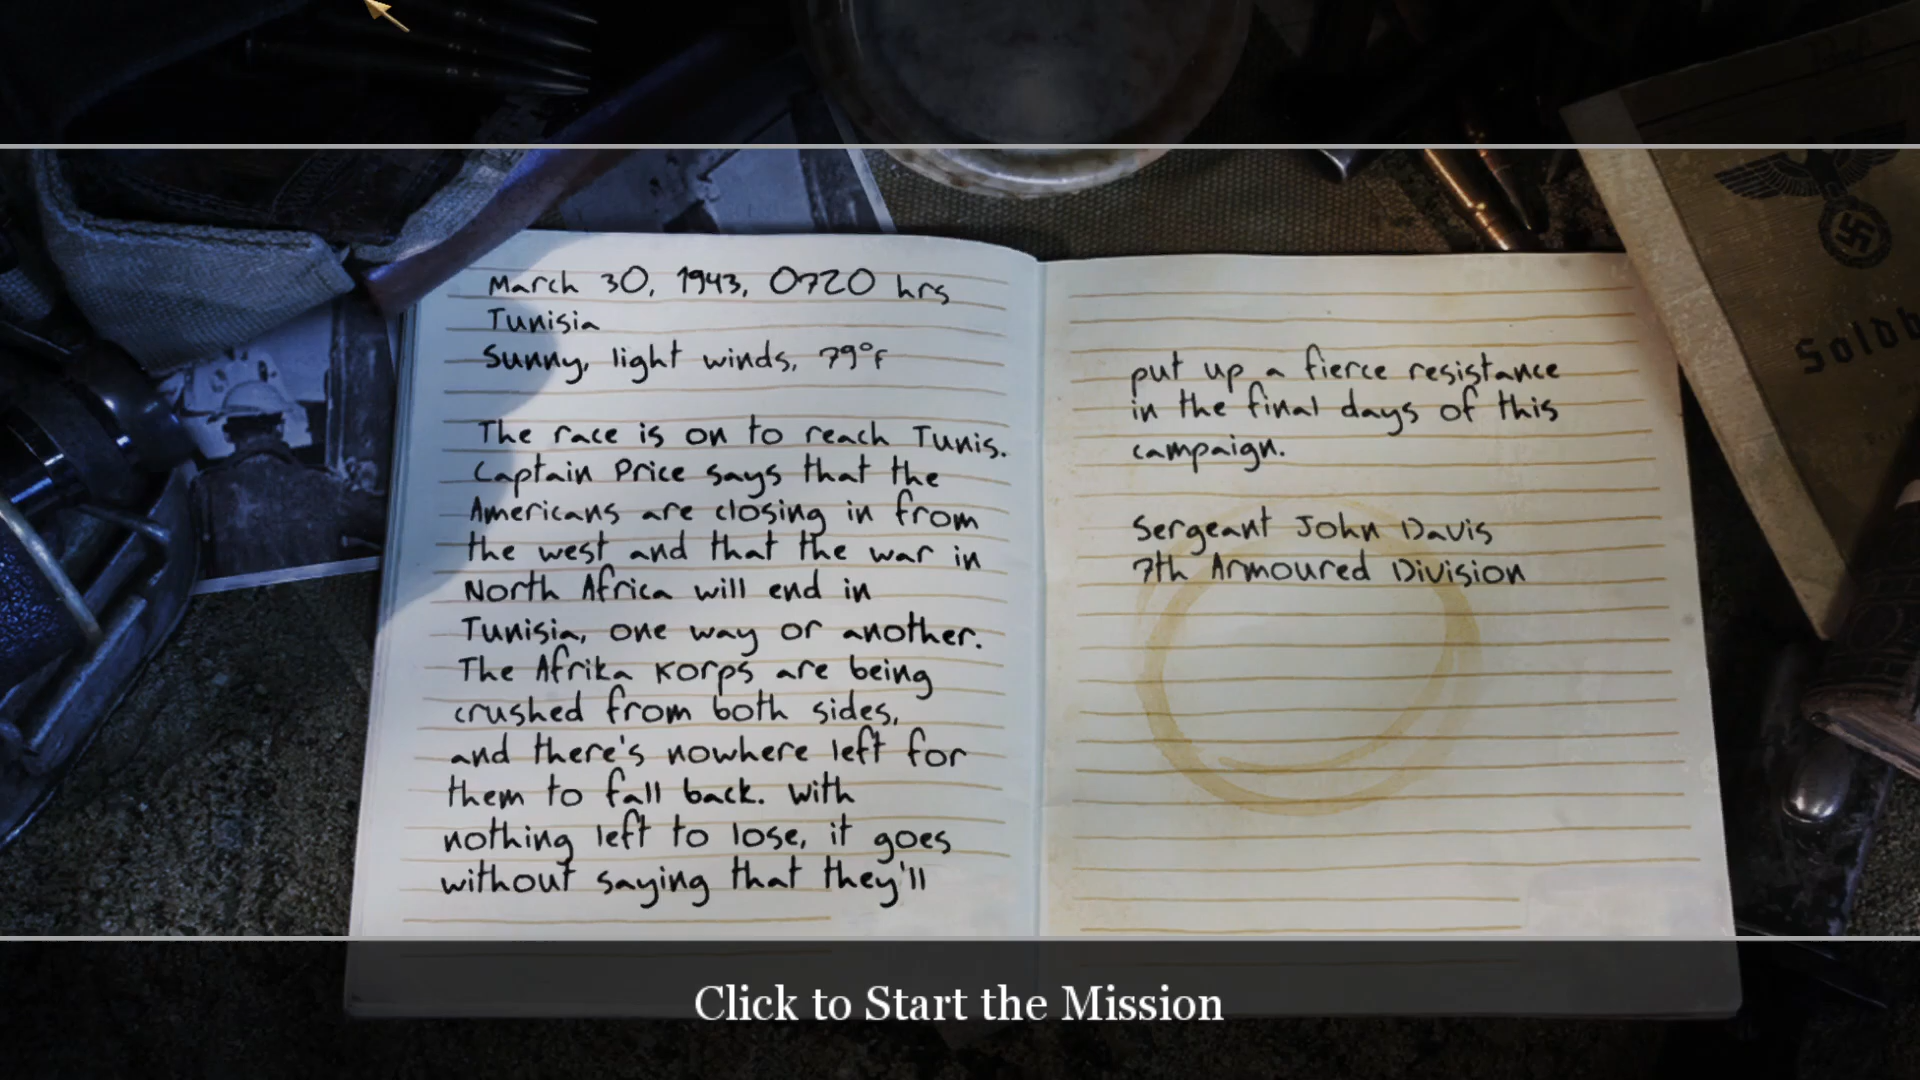 March 30, 1943, 0720 hrs
Tunisia
Sunny, light winds, 79°F
The race is on to reach Tunis.
Captain Price says that the
Americans are closing in from
the west and that the war in
North Africa will end in
Tunisia, one way or another.
The Afrika Korps are being
crushed from both sides,
and there's nowhere left for
them to fall back. With
nothing left to lose, it goes
without saying that they'll
put up a fierce resistance
in the final days of this
campaign.
Sergeant John Davis
7th Armoured Division
Soldb
Click to Start the Mission